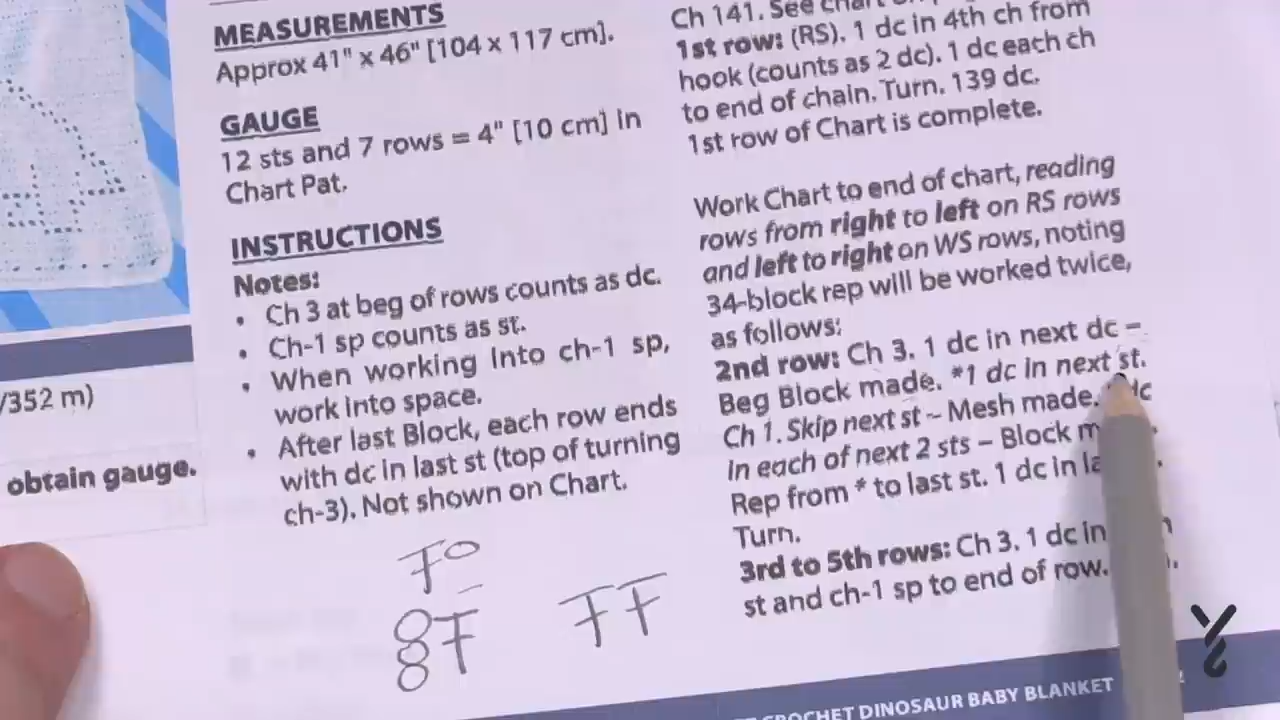 MEASUREMENTS
Approx 41" x 46" [104 x 117 cm].
GAUGE
12 sts and 7 rows = 4" [10 cm] in
Chart Pat.
INSTRUCTIONS
Notes:
• Ch 3 at beg of rows counts as dc.
• Ch-1 sp counts as st.
• When working into ch-1 sp,
work into space.
• After last Block, each row ends
with dc in last st (top of turning
ch-3). Not shown on Chart.
/352 m)
obtain gauge.
Ch 141. See chart
1st row: (RS). 1 dc in 4th ch from
hook (counts as 2 dc). 1 dc each ch
to end of chain. Turn. 139 dc.
1st row of Chart is complete.
Work Chart to end of chart, reading
rows from right to left on RS rows
and left to right on WS rows, noting
34-block rep will be worked twice,
as follows:
2nd row: Ch 3. 1 dc in next dc –
Beg Block made. *1 dc in next st.
Ch 1. Skip next st – Mesh made. dc
in each of next 2 sts – Block
Rep from * to last st. 1 dc in
Turn.
3rd to 5th rows: Ch 3. 1 dc in
st and ch-1 sp to end of row.
CROCHET DINOSAUR BABY BLANKET